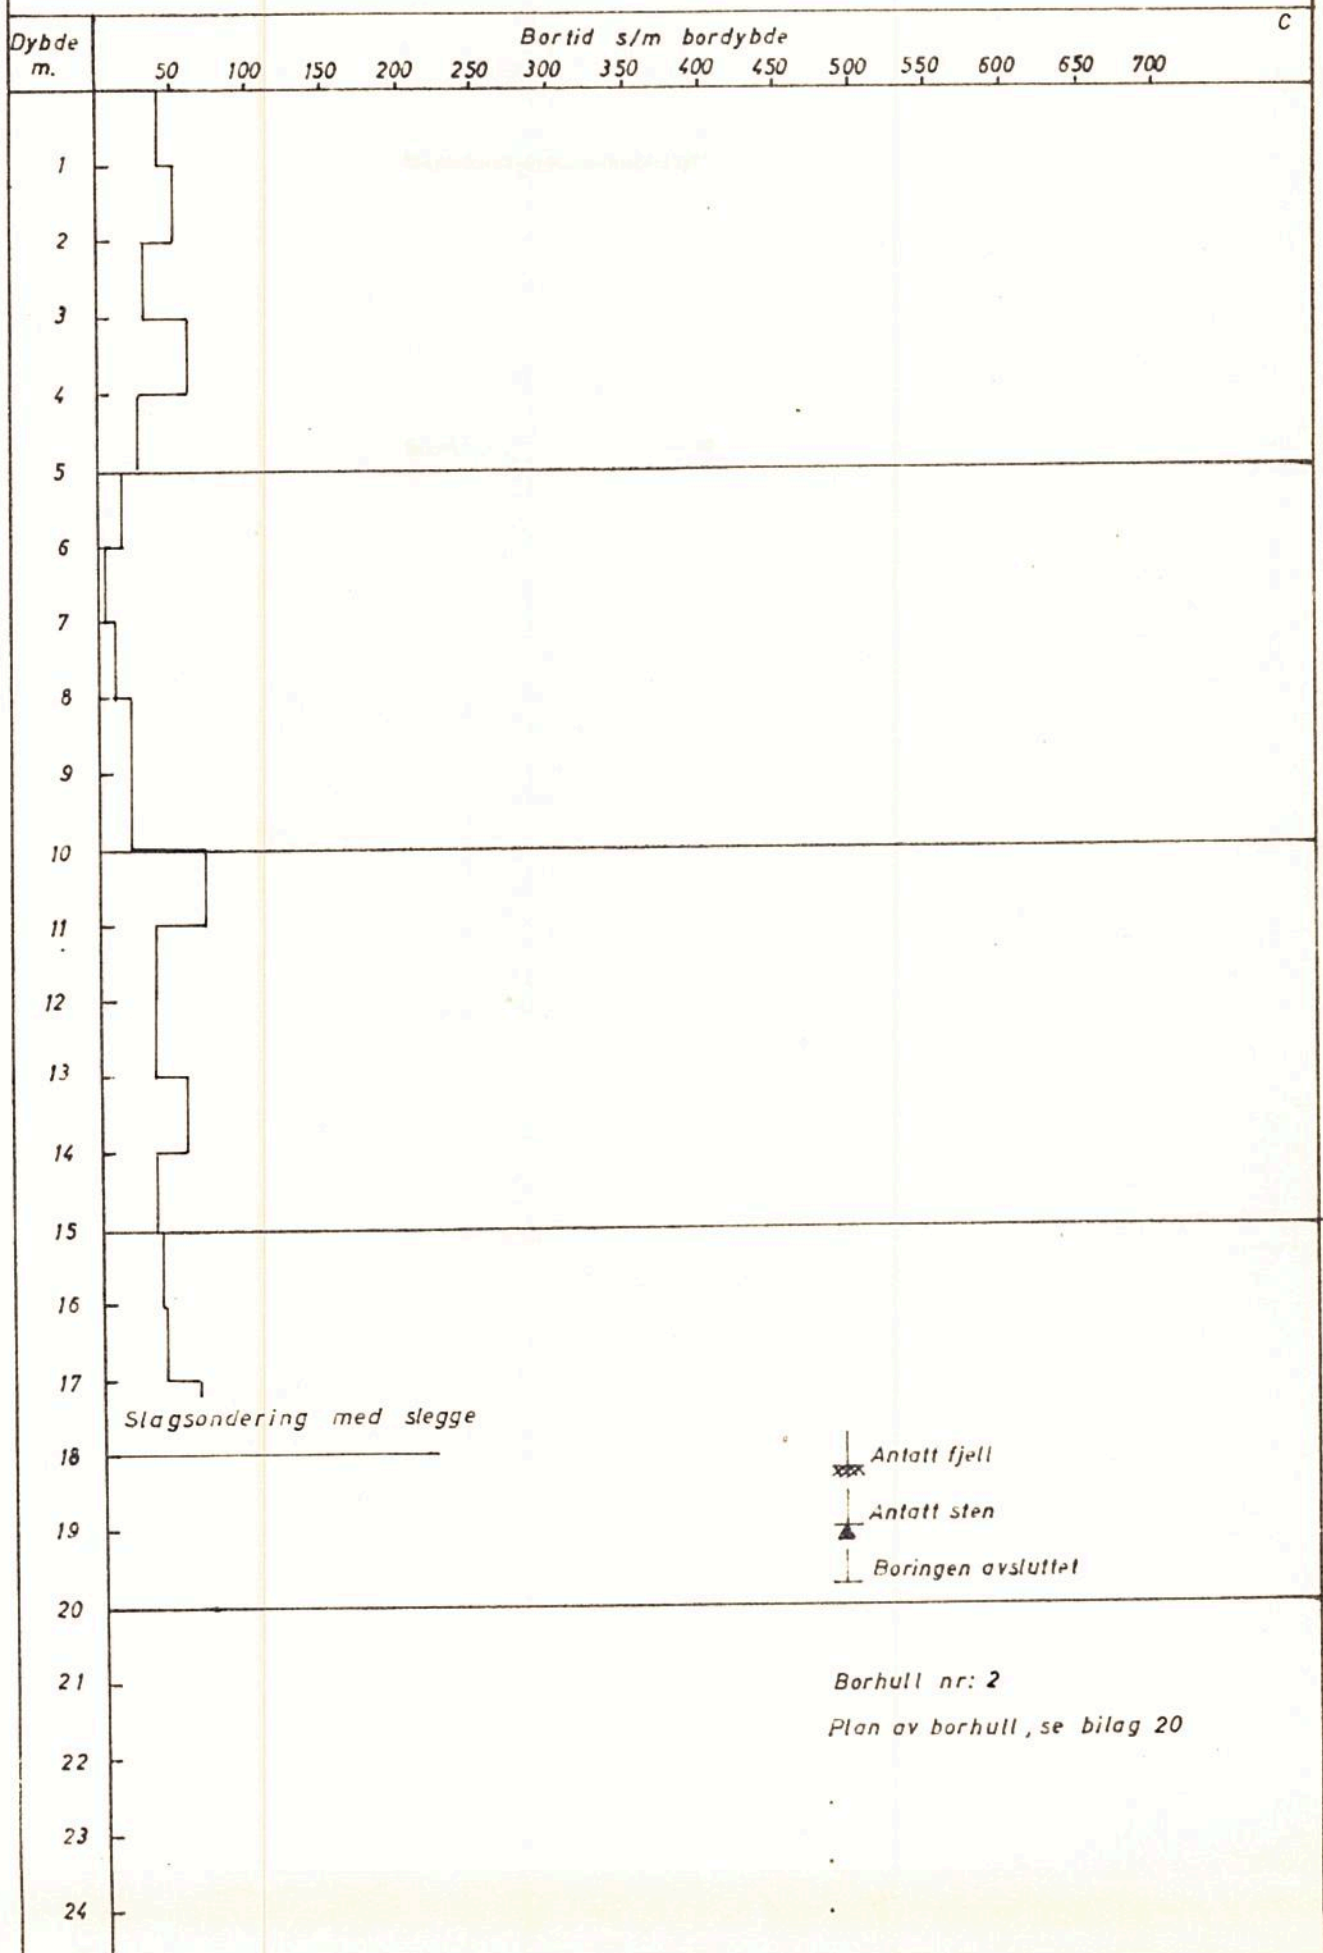 C
Dybde m.
Bortid s/m bordybde
50 100 150 200 250 300 350 400 450 500 550 600 650 700
1
2
3
4
5
6
7
8
9
10
11
12
13
14
15
16
17
Slagsondering med slegge
18
Antatt fjell
Antatt sten
19
Boringen avsluttet
20
21
Borhull nr: 2
Plan av borhull, se bilag 20
22
23
24